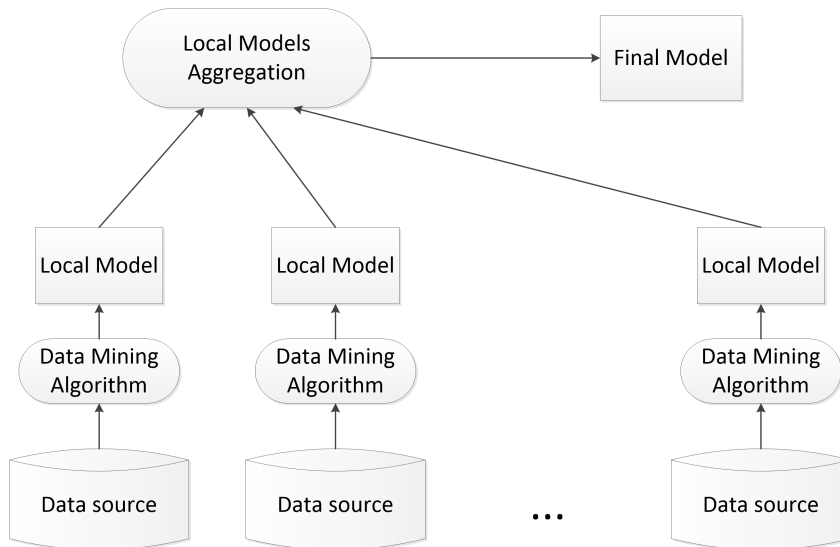 Local Models
Aggregation
Final Model
Local Model
Local Model
Local Model
Data Mining
Algorithm
Data Mining
Algorithm
Data Mining
Algorithm
Data source
Data source
...
Data source